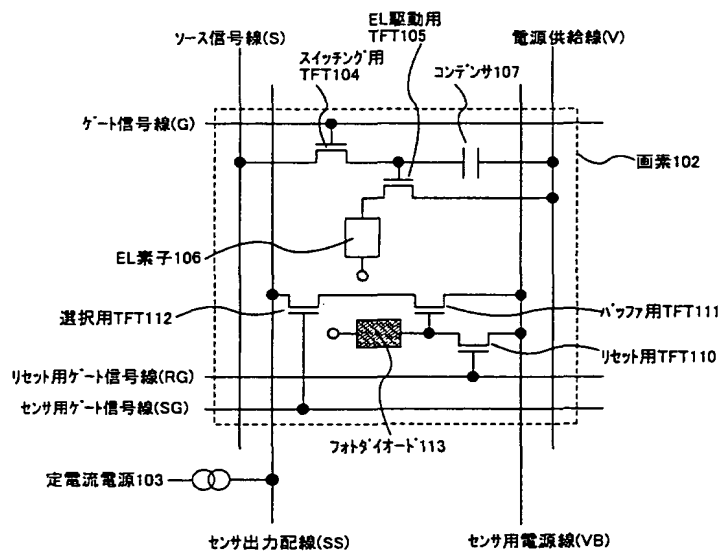 ソース信号線(S)
EL駆動用
TFT105
電源供給線(V)
スイッチング用
TFT104
コンデンサ107
ゲート信号線(G)
画素102
EL素子106
選択用TFT112
バッファ用TFT111
リセット用TFT110
リセット用ゲート信号線(RG)
センサ用ゲート信号線(SG)
フォトダイオード113
定電流電源103
センサ出力配線(SS)
センサ用電源線(VB)